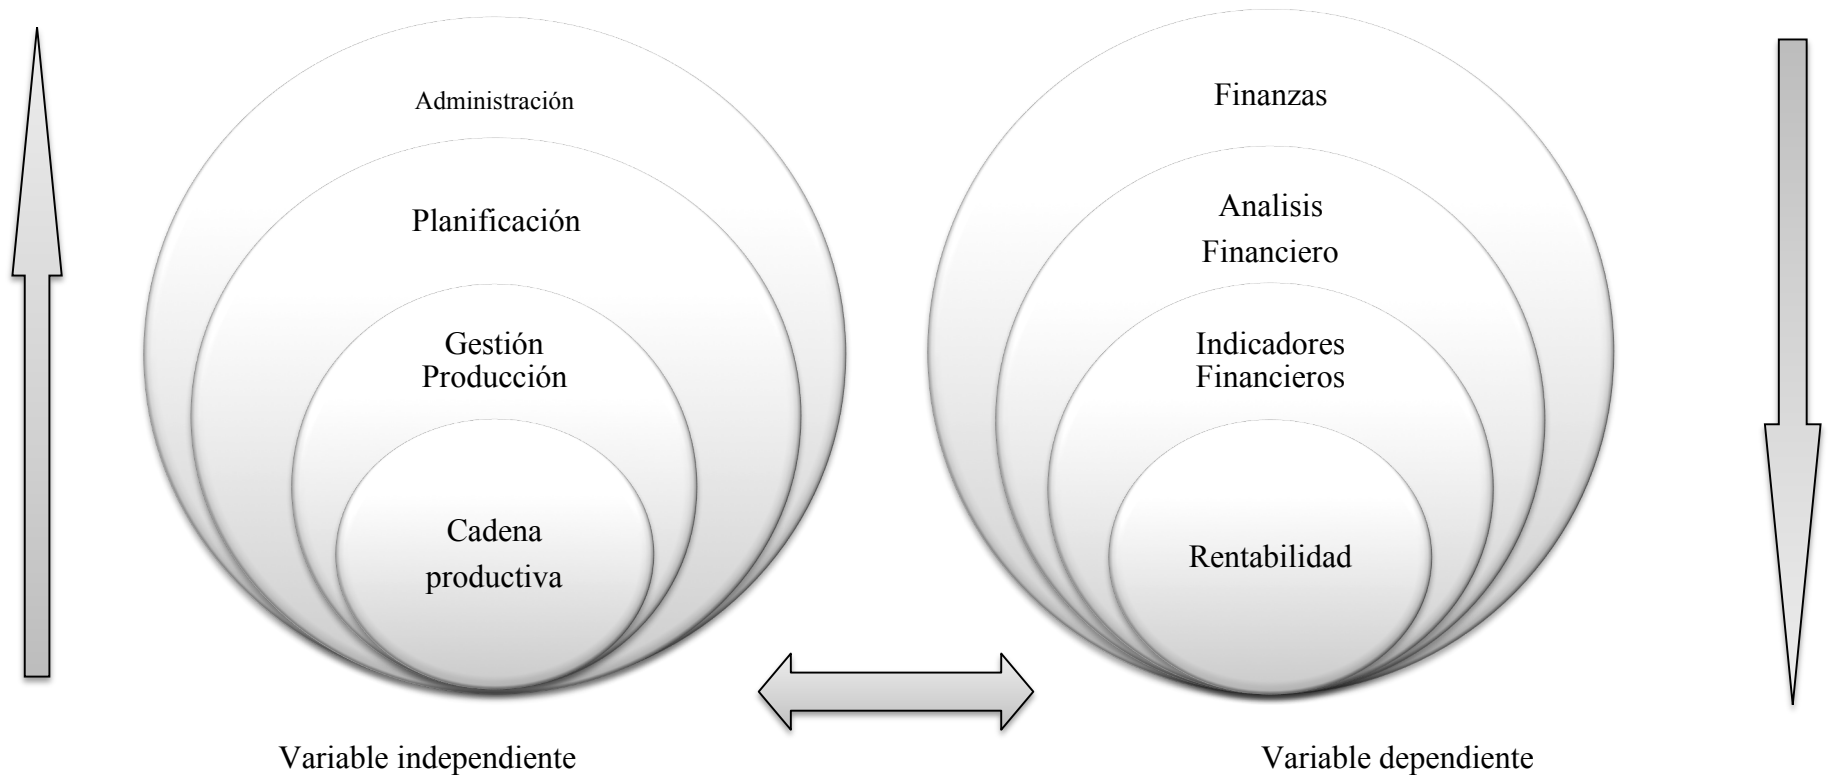 Administración
Planificación
Gestión
Producción
Cadena
productiva
Variable independiente
Finanzas
Analisis
Financiero
Indicadores
Financieros
Rentabilidad
Variable dependiente